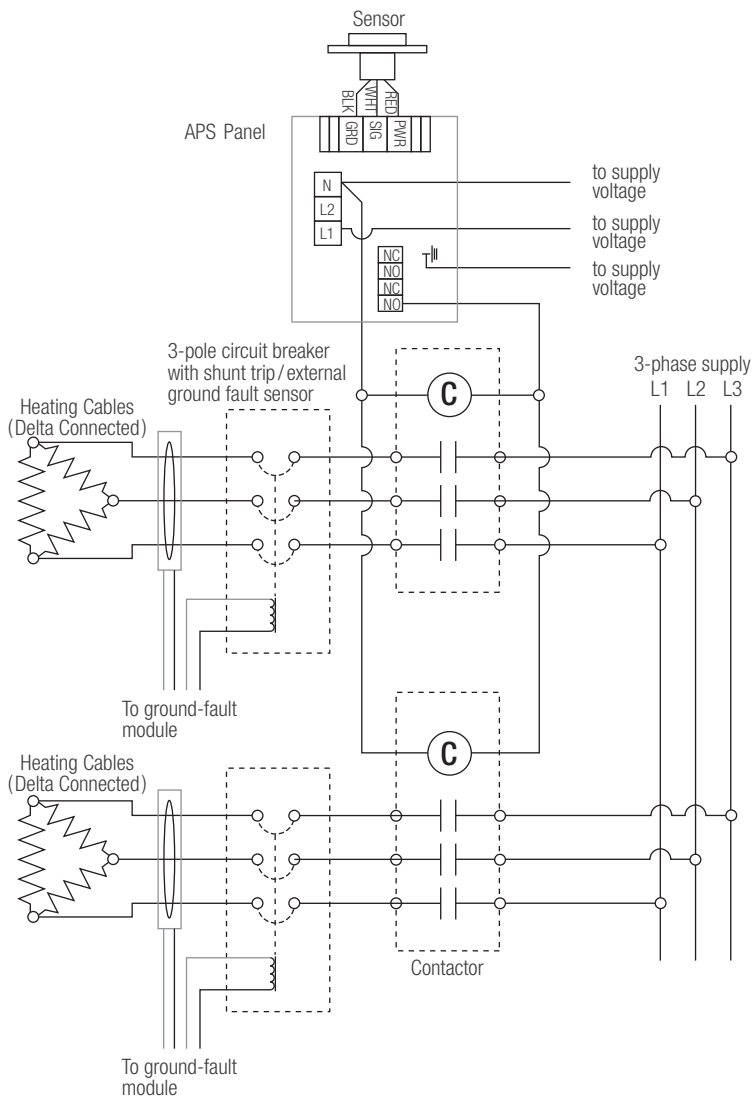 Sensor
BLK
WHT
RED
APS Panel
GRD
SIG
PWR
N
L2
L1
to supply
voltage
to supply
voltage
to supply
voltage
NC
NO
NC
NO
3-pole circuit breaker
with shunt trip/external
ground fault sensor
3-phase supply
L1 L2 L3
C
Heating Cables
(Delta Connected)
To ground-fault
module
C
Heating Cables
(Delta Connected)
Contactor
To ground-fault
module